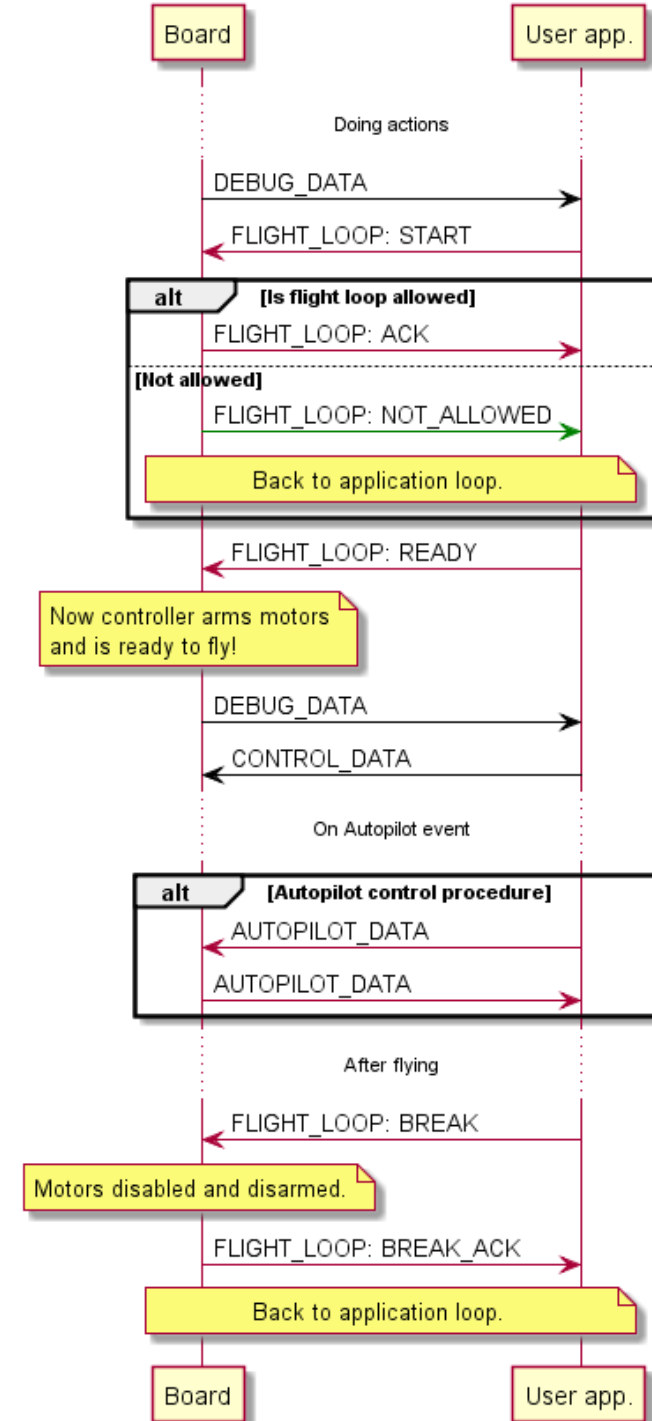 Board
User app.
Doing actions
DEBUG_DATA
FLIGHT_LOOP: START
alt [Is flight loop allowed]
FLIGHT_LOOP: ACK
[Not allowed]
FLIGHT_LOOP: NOT_ALLOWED
Back to application loop.
FLIGHT_LOOP: READY
Now controller arms motors
and is ready to fly!
DEBUG_DATA
CONTROL_DATA
On Autopilot event
alt [Autopilot control procedure]
AUTOPILOT_DATA
AUTOPILOT_DATA
After flying
FLIGHT_LOOP: BREAK
Motors disabled and disarmed.
FLIGHT_LOOP: BREAK_ACK
Back to application loop.
Board
User app.